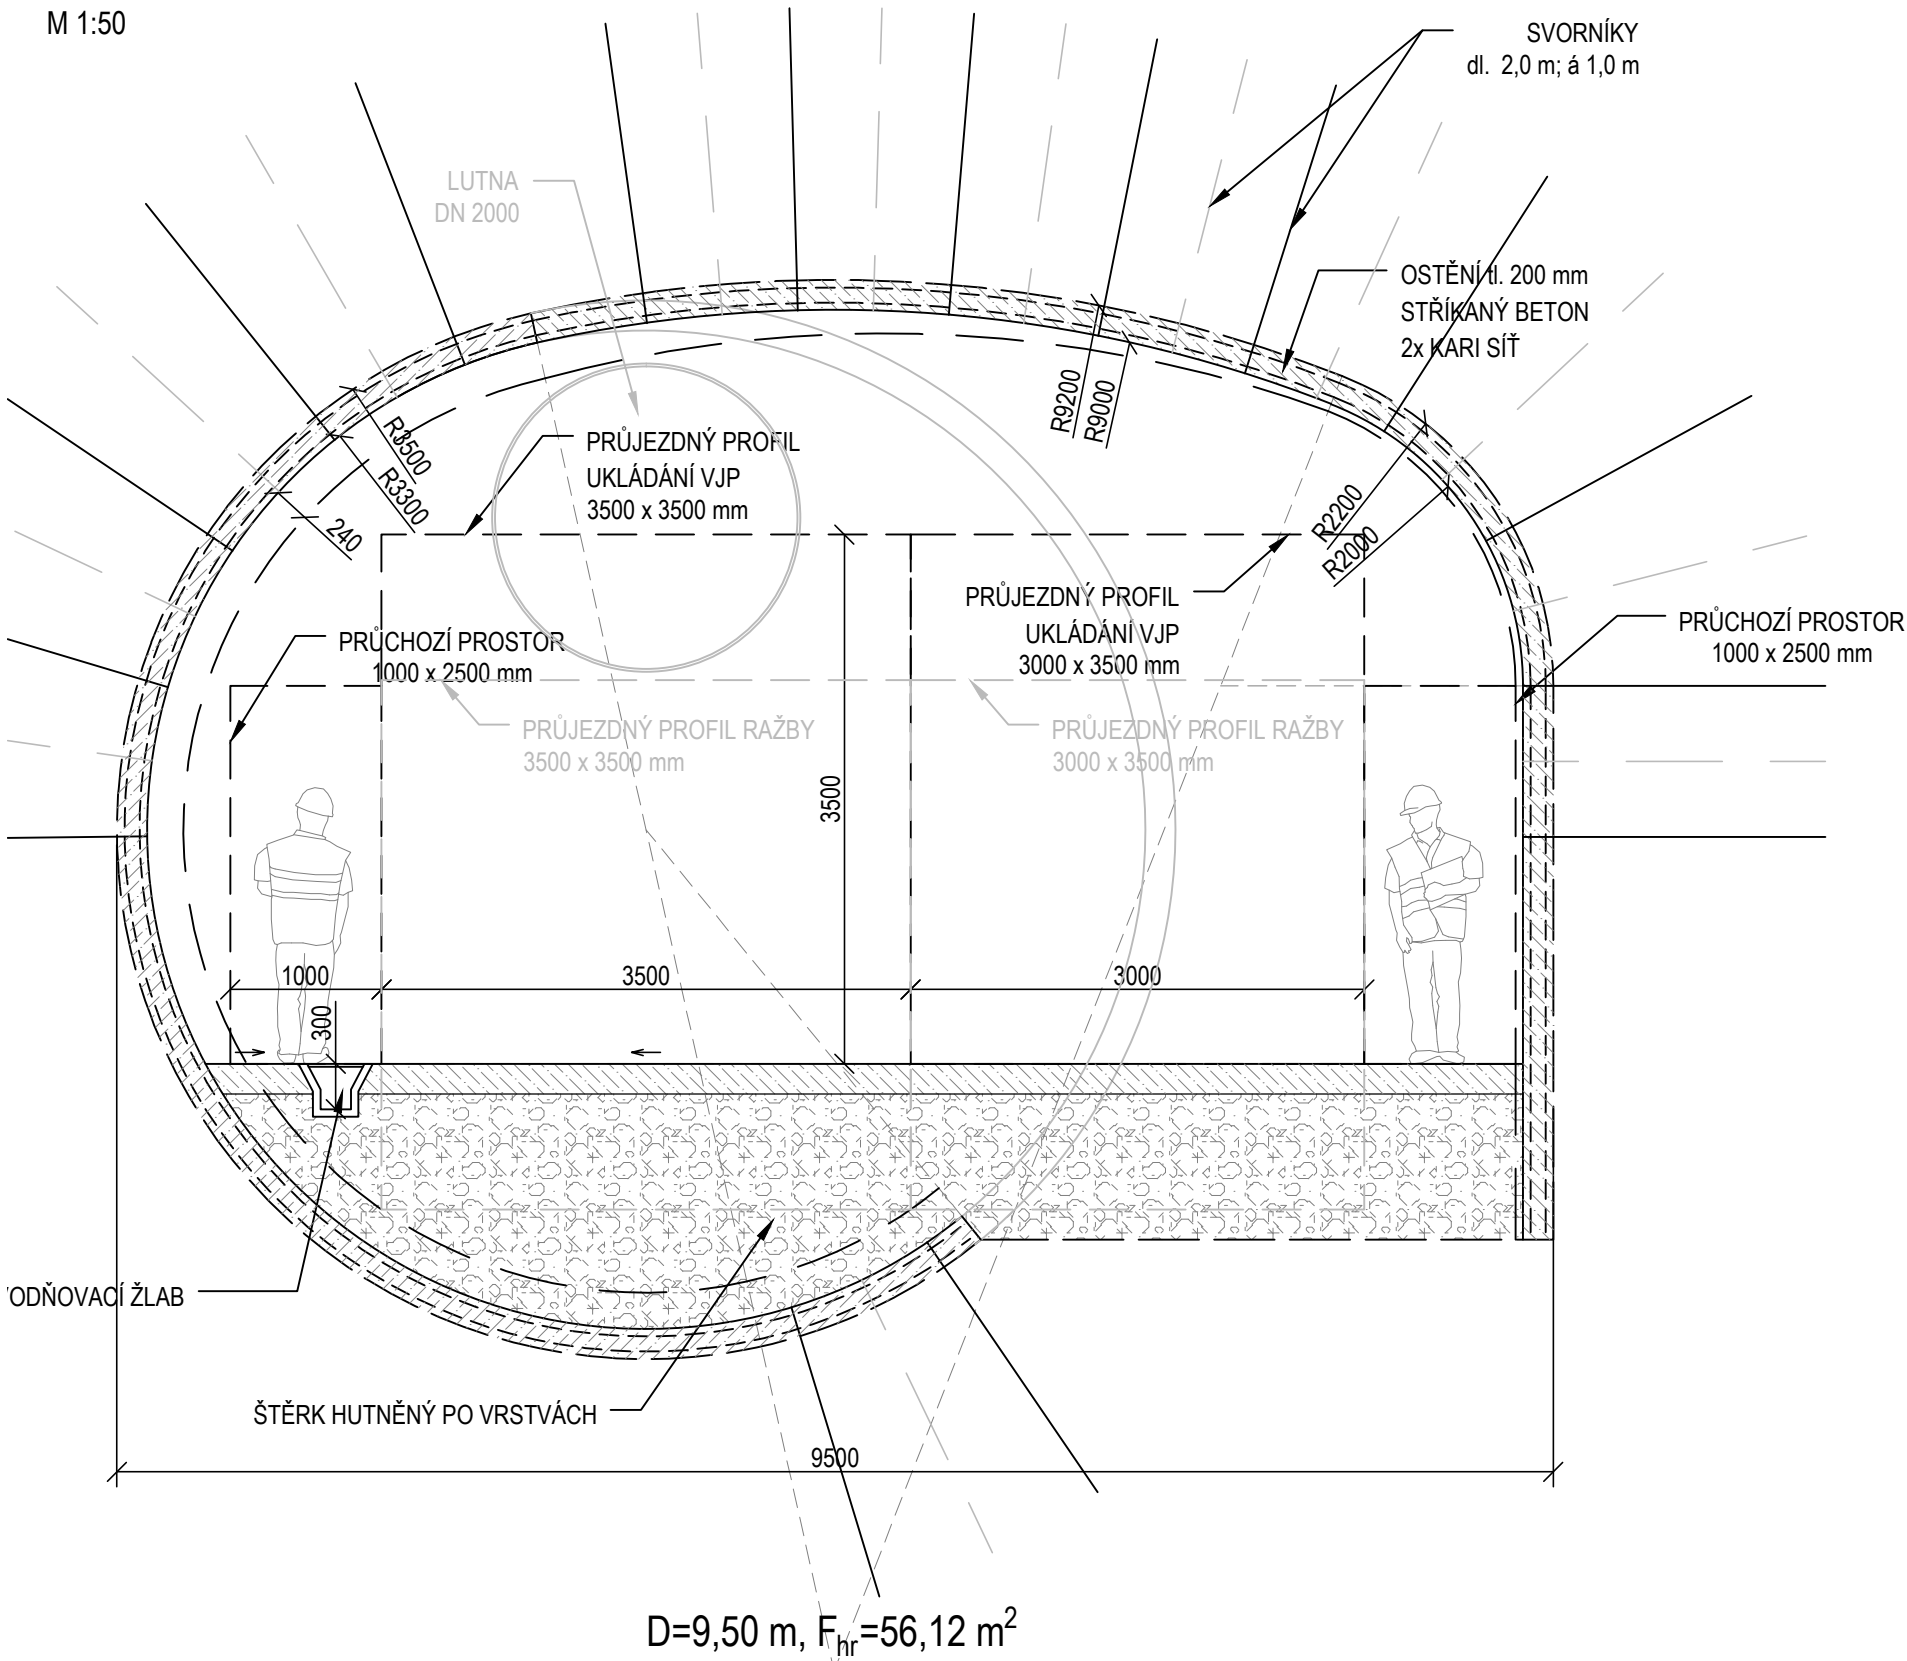 M 1:50
SVORNÍKY
dl. 2,0 m; á 1,0 m
LUTNA
DN 2000
OSTĚNÍ tl. 200 mm
STŘÍKANÝ BETON
2x KARI SÍŤ
R9200
R9000
R3500
R3300
240
PRŮJEZDNÝ PROFIL
UKLÁDÁNÍ VJP
3500 x 3500 mm
R2200
R2000
PRŮJEZDNÝ PROFIL
UKLÁDÁNÍ VJP
3000 x 3500 mm
PRŮCHOZÍ PROSTOR
1000 x 2500 mm
PRŮCHOZÍ PROSTOR
1000 x 2500 mm
PRŮJEZDNÝ PROFIL RAŽBY
3500 x 3500 mm
PRŮJEZDNÝ PROFIL RAŽBY
3000 x 3500 mm
3500
1000
3500
3000
300
ODŇOVACÍ ŽLAB
ŠTĚRK HUTNĚNÝ PO VRSTVÁCH
9500
D=9,50 m, Fhr=56,12 m²